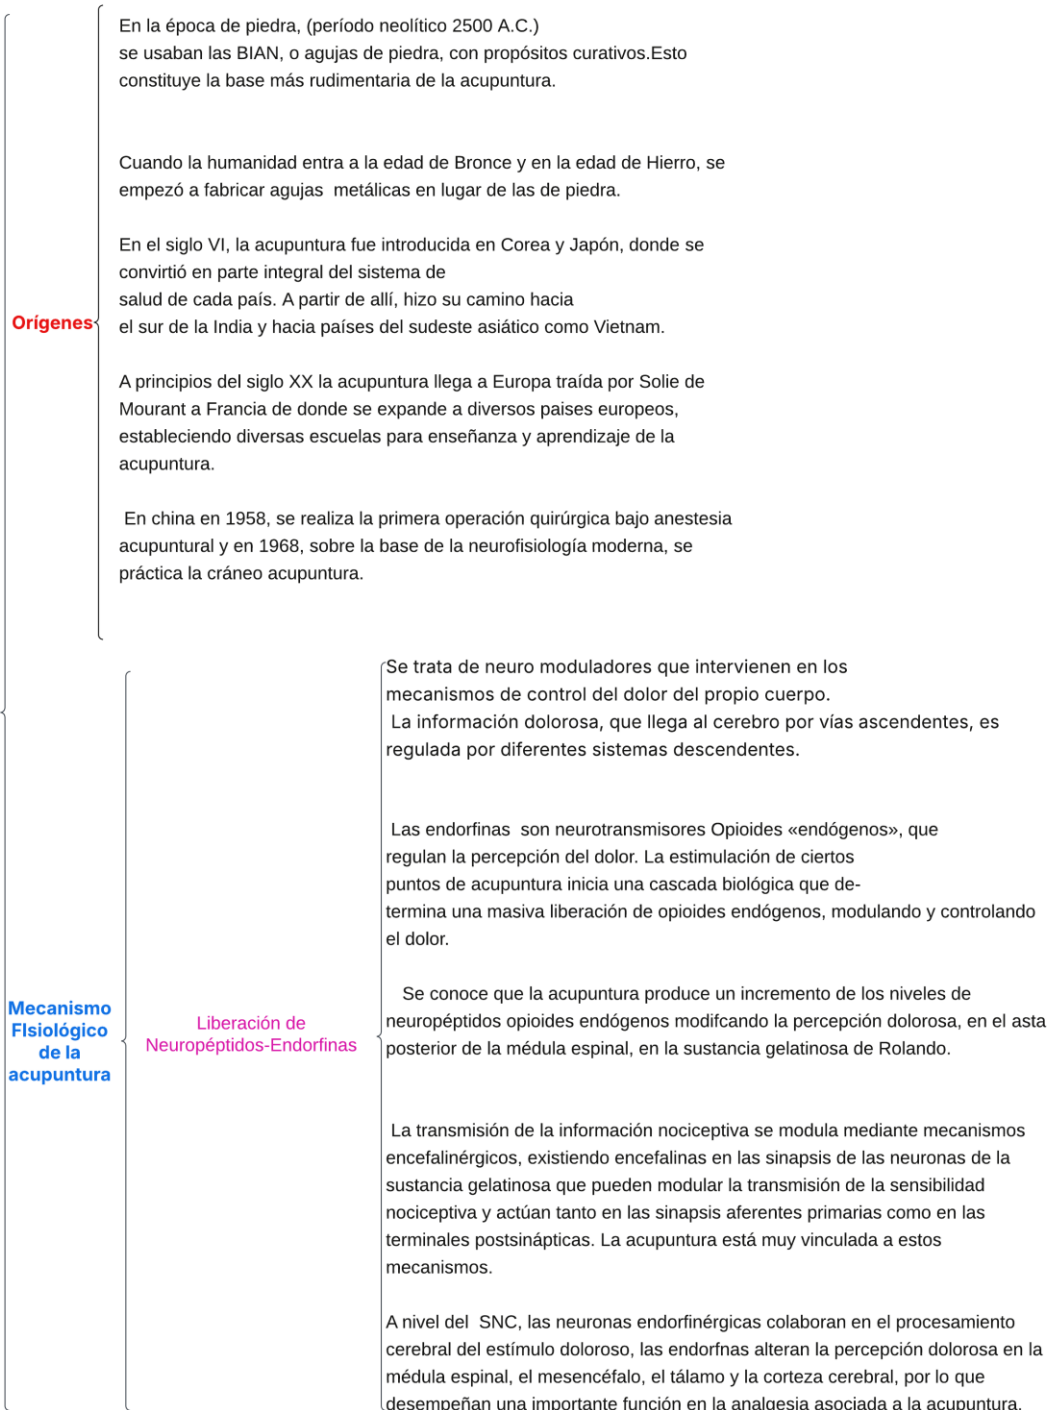 En la época de piedra, (período neolítico 2500 A.C.)
se usaban las BIAN, o agujas de piedra, con propósitos curativos.Esto
constituye la base más rudimentaria de la acupuntura.
Cuando la humanidad entra a la edad de Bronce y en la edad de Hierro, se
empezó a fabricar agujas  metálicas en lugar de las de piedra.
En el siglo VI, la acupuntura fue introducida en Corea y Japón, donde se
convirtió en parte integral del sistema de
salud de cada país. A partir de allí, hizo su camino hacia
Orígenes
el sur de la India y hacia países del sudeste asiático como Vietnam.
A principios del siglo XX la acupuntura llega a Europa traída por Solie de
Mourant a Francia de donde se expande a diversos paises europeos,
estableciendo diversas escuelas para enseñanza y aprendizaje de la
acupuntura.
En china en 1958, se realiza la primera operación quirúrgica bajo anestesia
acupuntural y en 1968, sobre la base de la neurofisiología moderna, se
práctica la cráneo acupuntura.
Mecanismo
FIsiológico
de la
acupuntura
Liberación de
Neuropéptidos-Endorfinas
Se trata de neuro moduladores que intervienen en los
mecanismos de control del dolor del propio cuerpo.
La información dolorosa, que llega al cerebro por vías ascendentes, es
regulada por diferentes sistemas descendentes.
Las endorfinas  son neurotransmisores Opioides «endógenos», que
regulan la percepción del dolor. La estimulación de ciertos
puntos de acupuntura inicia una cascada biológica que de-
termina una masiva liberación de opioides endógenos, modulando y controlando
el dolor.
Se conoce que la acupuntura produce un incremento de los niveles de
neuropéptidos opioides endógenos modifcando la percepción dolorosa, en el asta
posterior de la médula espinal, en la sustancia gelatinosa de Rolando.
La transmisión de la información nociceptiva se modula mediante mecanismos
encefalinérgicos, existiendo encefalinas en las sinapsis de las neuronas de la
sustancia gelatinosa que pueden modular la transmisión de la sensibilidad
nociceptiva y actúan tanto en las sinapsis aferentes primarias como en las
terminales postsinápticas. La acupuntura está muy vinculada a estos
mecanismos.
A nivel del  SNC, las neuronas endorfinérgicas colaboran en el procesamiento
cerebral del estímulo doloroso, las endorfnas alteran la percepción dolorosa en la
médula espinal, el mesencéfalo, el tálamo y la corteza cerebral, por lo que
desempeñan una importante función en la analgesia asociada a la acupuntura.